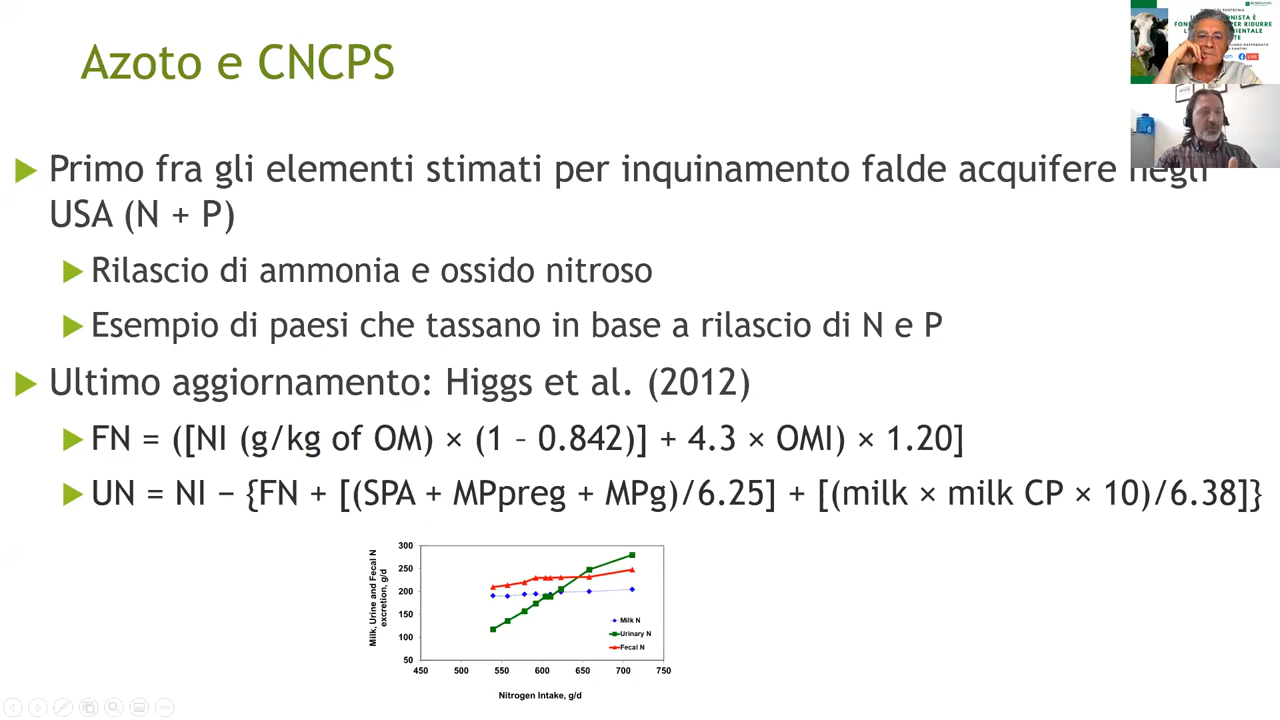 Azoto e CNCPS
Primo fra gli elementi stimati per inquinamento falde acquifere negli
USA (N + P)
Rilascio di ammonia e ossido nitroso
Esempio di paesi che tassano in base a rilascio di N e P
Ultimo aggiornamento: Higgs et al. (2012)
FN = ([NI (g/kg of OM) × (1 – 0.842)] + 4.3 × OMI) × 1.20]
UN = NI − {FN + [(SPA + MPpreg + MPg)/6.25] + [(milk × milk CP × 10)/6.38]}
Milk, Urine and Fecal N
excretion, g/d
300
250
200
150
100
50
450
500
550
600
650
700
750
Milk N
Urinary N
Fecal N
Nitrogen Intake, g/d
LIVE